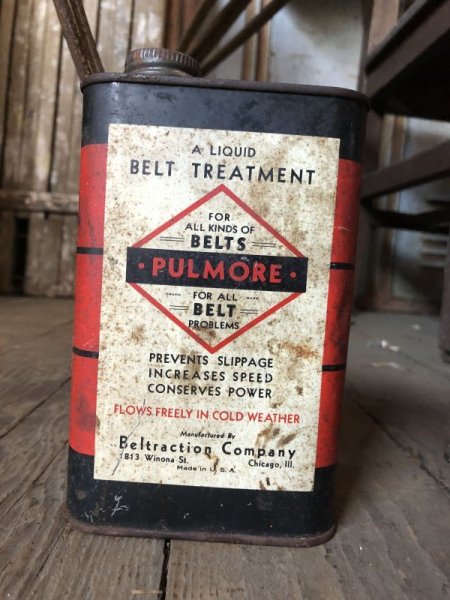 A LIQUID
BELT TREATMENT
FOR
ALL KINDS OF
BELTS
• PULMORE •
FOR ALL
BELT
PROBLEMS
PREVENTS SLIPPAGE
INCREASES SPEED
CONSERVES POWER
FLOWS FREELY IN COLD WEATHER
Manufactured By
Beltraction Company
1813 Winona St. Chicago, Ill.
Made in U.S.A.